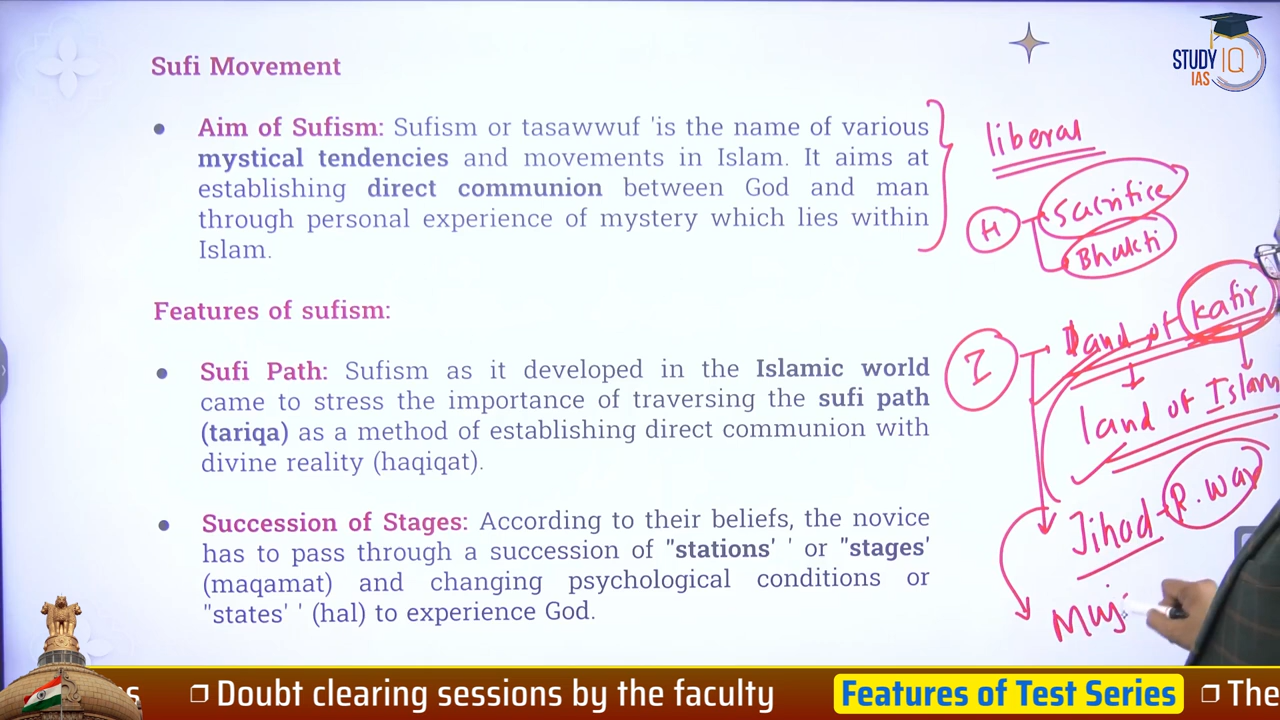 Sufi Movement
STUDY IQ
IAS
Aim of Sufism: Sufism or tasawwuf 'is the name of various
mystical tendencies and movements in Islam. It aims at
establishing direct communion between God and man
through personal experience of mystery which lies within
Islam.
Features of sufism:
Sufi Path: Sufism as it developed in the Islamic world
came to stress the importance of traversing the sufi path
(tariqa) as a method of establishing direct communion with
divine reality (haqiqat).
Succession of Stages: According to their beliefs, the novice
has to pass through a succession of "stations' ' or "stages'
(maqamat) and changing psychological conditions or
"states' ' (hal) to experience God.
liberal
H
Sacrifice
Bhakti
I
land of kafir
land of Islam
Jihad - R. war
Muj
s ❐ Doubt clearing sessions by the faculty Features of Test Series ❐ The